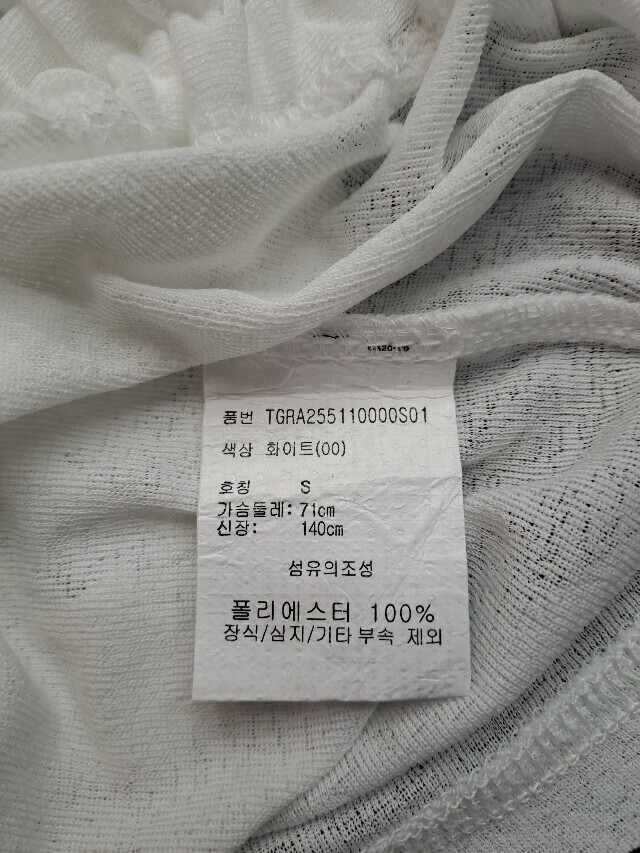 품번 TGRA255110000S01
색상 화이트(00)
호칭 S
가슴둘레: 71cm
신장: 140cm
섬유의조성
폴리에스터 100%
장식/심지/기타 부속 제외